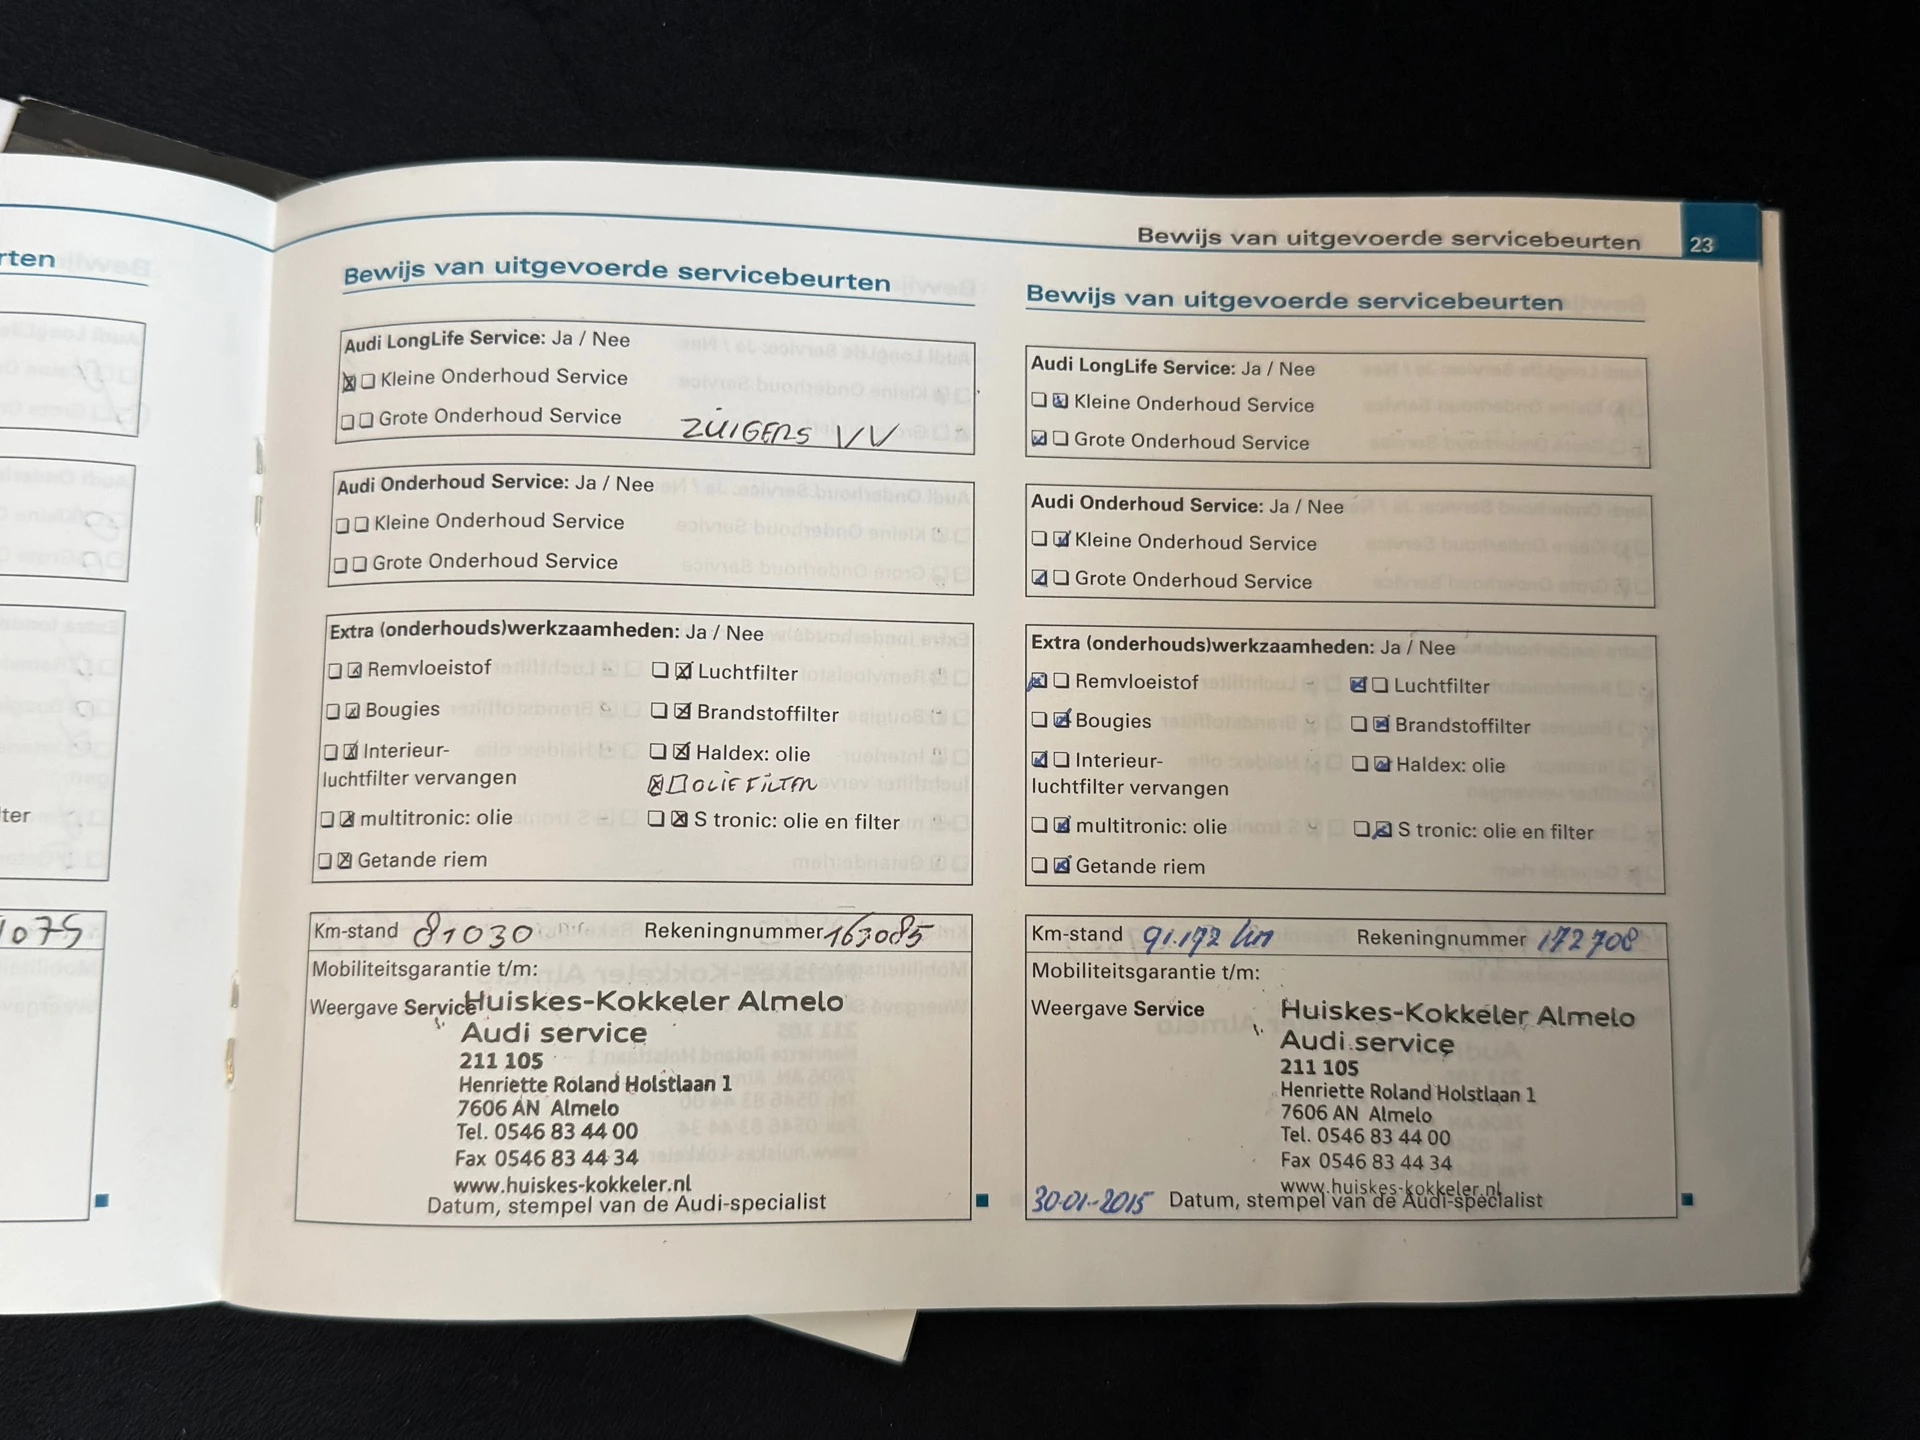 rten
ter
1075
Bewijs van uitgevoerde servicebeurten 23
Bewijs van uitgevoerde servicebeurten
Audi LongLife Service: Ja / Nee
Kleine Onderhoud Service
Grote Onderhoud Service
ZUIGERS VV
Audi Onderhoud Service: Ja / Nee
Kleine Onderhoud Service
Grote Onderhoud Service
Extra (onderhouds)werkzaamheden: Ja / Nee
Remvloeistof Luchtfilter
Bougies Brandstoffilter
Interieur- Haldex: olie
luchtfilter vervangen OLIE FILTER
multitronic: olie S tronic: olie en filter
Getande riem
Km-stand 81030 Rekeningnummer 163085
Mobiliteitsgarantie t/m:
Weergave Service Huiskes-Kokkeler Almelo
Audi service
211 105
Henriette Roland Holstlaan 1
7606 AN Almelo
Tel. 0546 83 44 00
Fax 0546 83 44 34
www.huiskes-kokkeler.nl
Datum, stempel van de Audi-specialist
Bewijs van uitgevoerde servicebeurten
Audi LongLife Service: Ja / Nee
Kleine Onderhoud Service
Grote Onderhoud Service
Audi Onderhoud Service: Ja / Nee
Kleine Onderhoud Service
Grote Onderhoud Service
Extra (onderhouds)werkzaamheden: Ja / Nee
Remvloeistof Luchtfilter
Bougies Brandstoffilter
Interieur- Haldex: olie
luchtfilter vervangen
multitronic: olie S tronic: olie en filter
Getande riem
Km-stand 91.192 km Rekeningnummer 172708
Mobiliteitsgarantie t/m:
Weergave Service Huiskes-Kokkeler Almelo
Audi service
211 105
Henriette Roland Holstlaan 1
7606 AN Almelo
Tel. 0546 83 44 00
Fax 0546 83 44 34
www.huiskes-kokkeler.nl
30-01-2015 Datum, stempel van de Audi-specialist